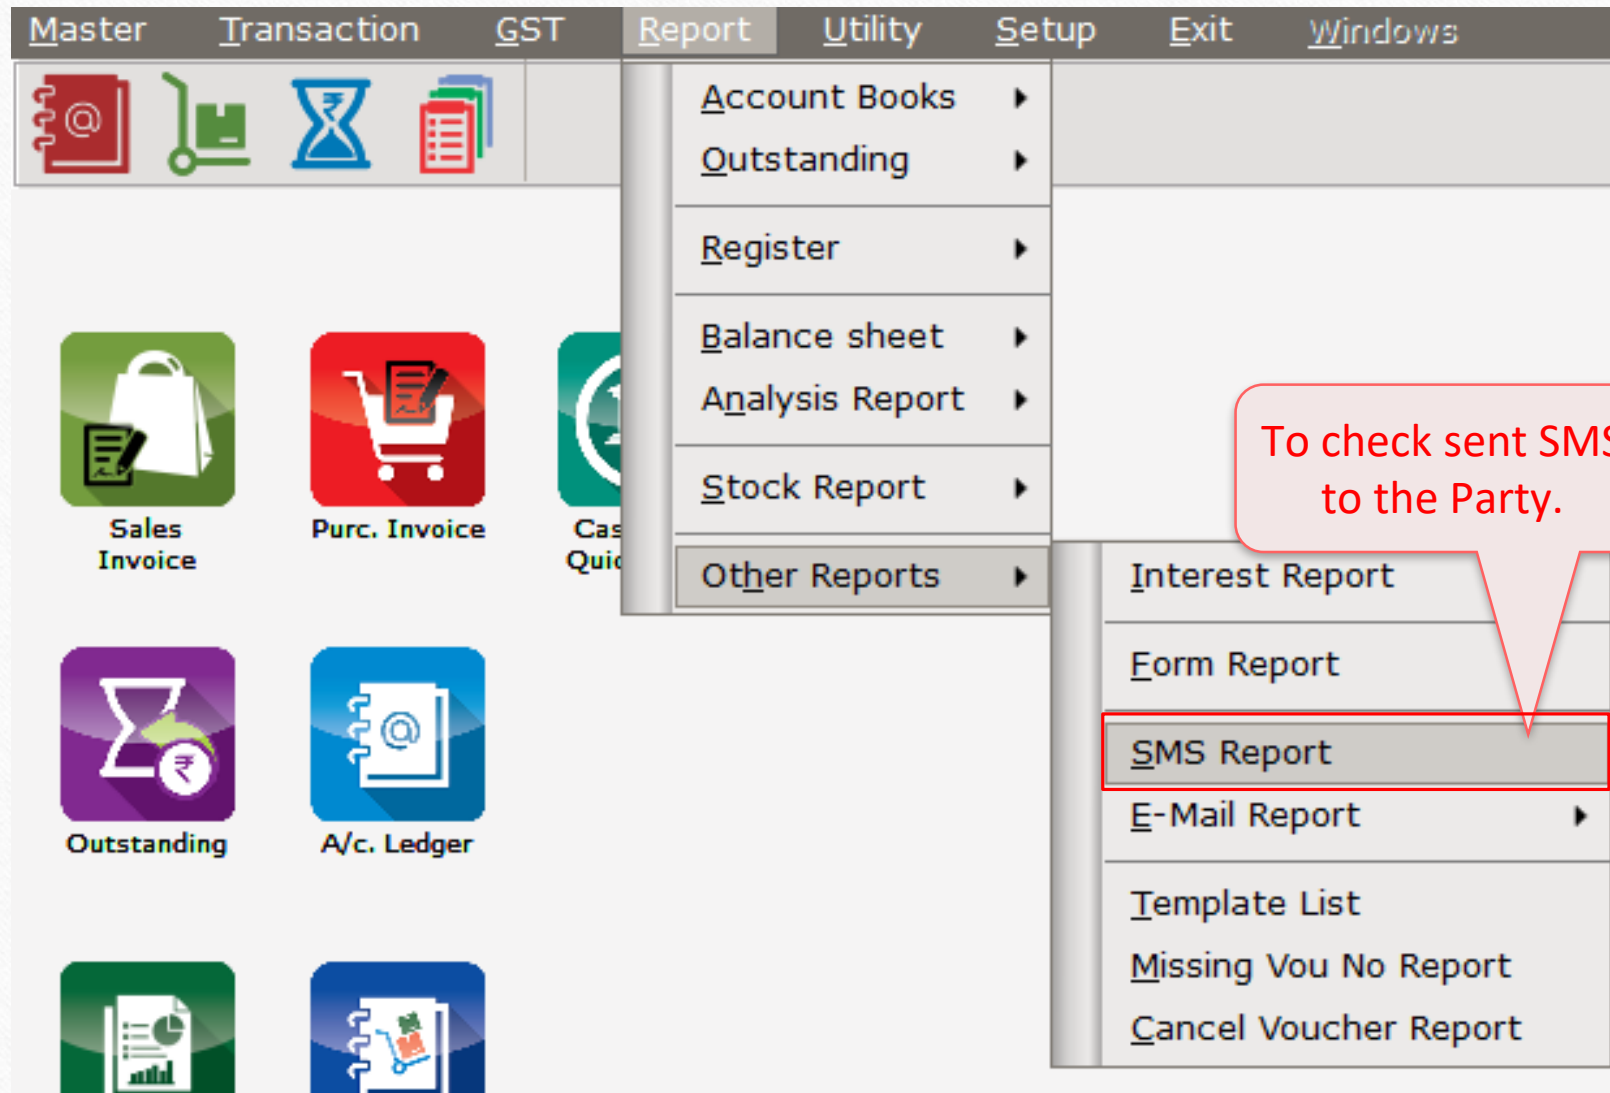 Master Transaction GST Report Utility Setup Exit Windows
Account Books
Outstanding
Register
Balance sheet
Analysis Report
Stock Report
Other Reports
To check sent SMS
to the Party.
Interest Report
Form Report
SMS Report
E-Mail Report
Template List
Missing Vou No Report
Cancel Voucher Report
Sales
Invoice
Purc. Invoice
Cas
Quic
Outstanding
A/c. Ledger